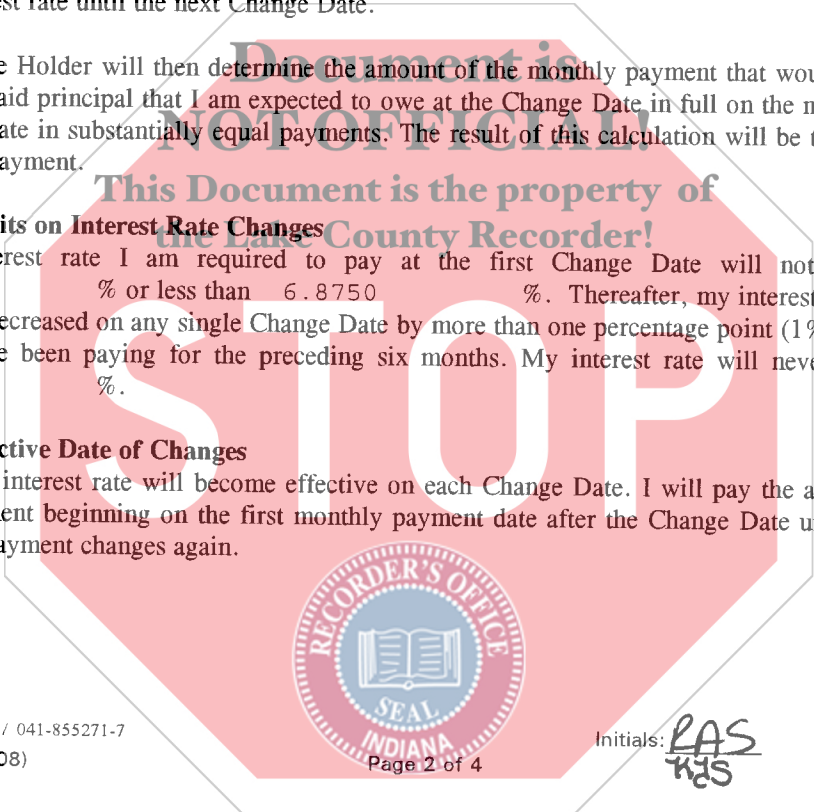 est rate until the next Change Date.
Document is
e Holder will then determine the amount of the monthly payment that wou
aid principal that I am expected to owe at the Change Date in full on the m
NOT OFFICIAL!
ate in substantially equal payments. The result of this calculation will be t
ayment.
This Document is the property of
its on Interest Rate Changes
the Lake County Recorder!
erest rate I am required to pay at the first Change Date will not
% or less than 6.8750 %. Thereafter, my interest
ecreased on any single Change Date by more than one percentage point (1%
e been paying for the preceding six months. My interest rate will neve
%.
STOP
ctive Date of Changes
interest rate will become effective on each Change Date. I will pay the a
ent beginning on the first monthly payment date after the Change Date u
ayment changes again.
RECORDER'S OFFICE
SEAL
INDIANA
/ 041-855271-7
Initials: RAS
KJS
08)
Page 2 of 4